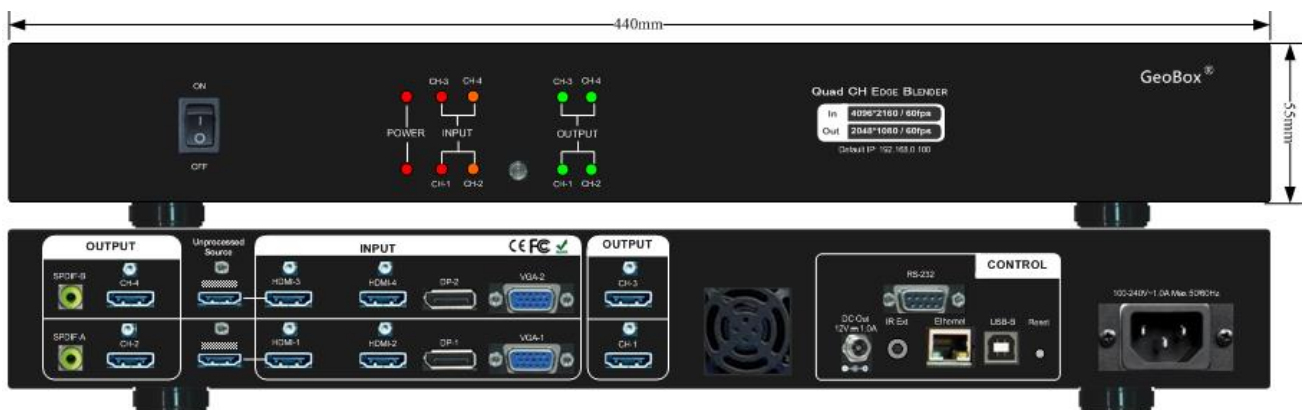 440mm
55mm
GeoBox®
ON
OFF
POWER
CH-3 CH-4
INPUT
CH-1 CH-2
CH-3 CH-4
OUTPUT
CH-1 CH-2
Quad CH EDGE BLENDER
In 4096*2160 / 60fps
Out 2048*1080 / 60fps
Default IP: 192.168.0.100
OUTPUT
Unprocessed
Source
INPUT
CE FC
OUTPUT
SPDIF-B
CH-4
HDMI-3
HDMI-4
DP-2
VGA-2
CH-3
SPDIF-A
CH-2
HDMI-1
HDMI-2
DP-1
VGA-1
CH-1
CONTROL
RS-232
DC Out
12V⎓1.0A
IR Ext
Ethernet
USB-B
Reset
100-240V~1.0A Max. 50/60Hz